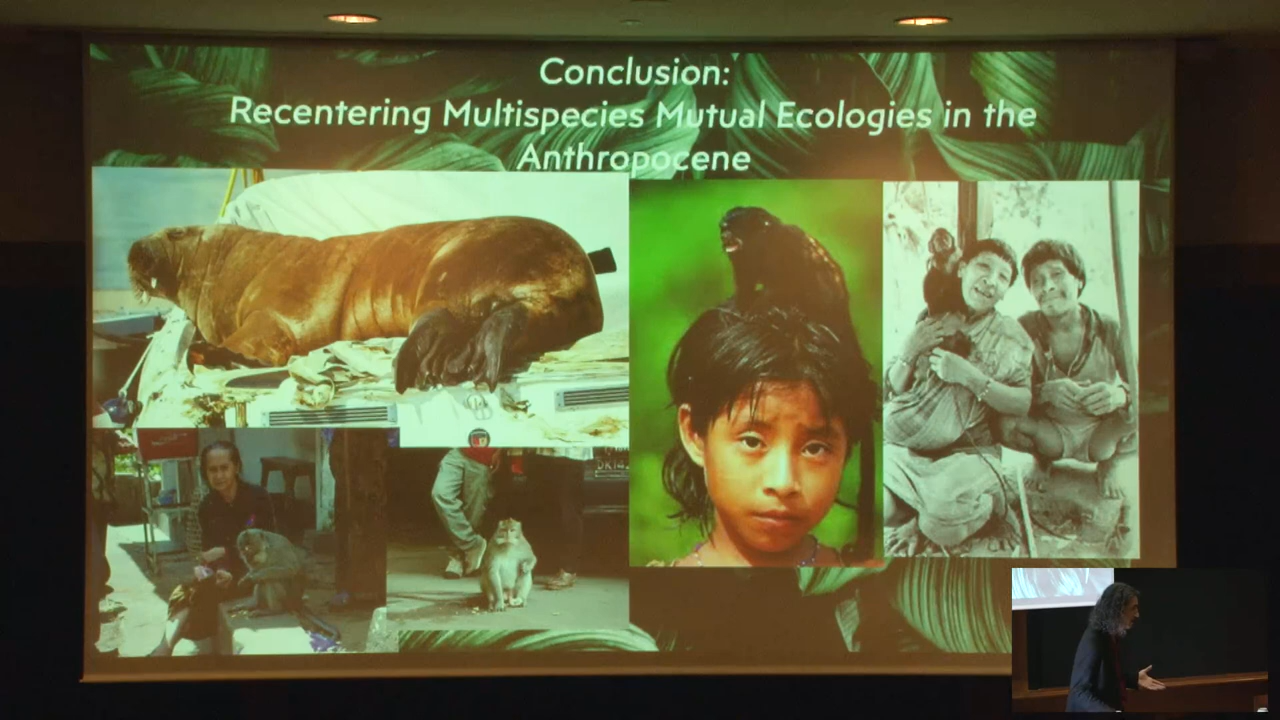 Conclusion:
Recentering Multispecies Mutual Ecologies in the
Anthropocene